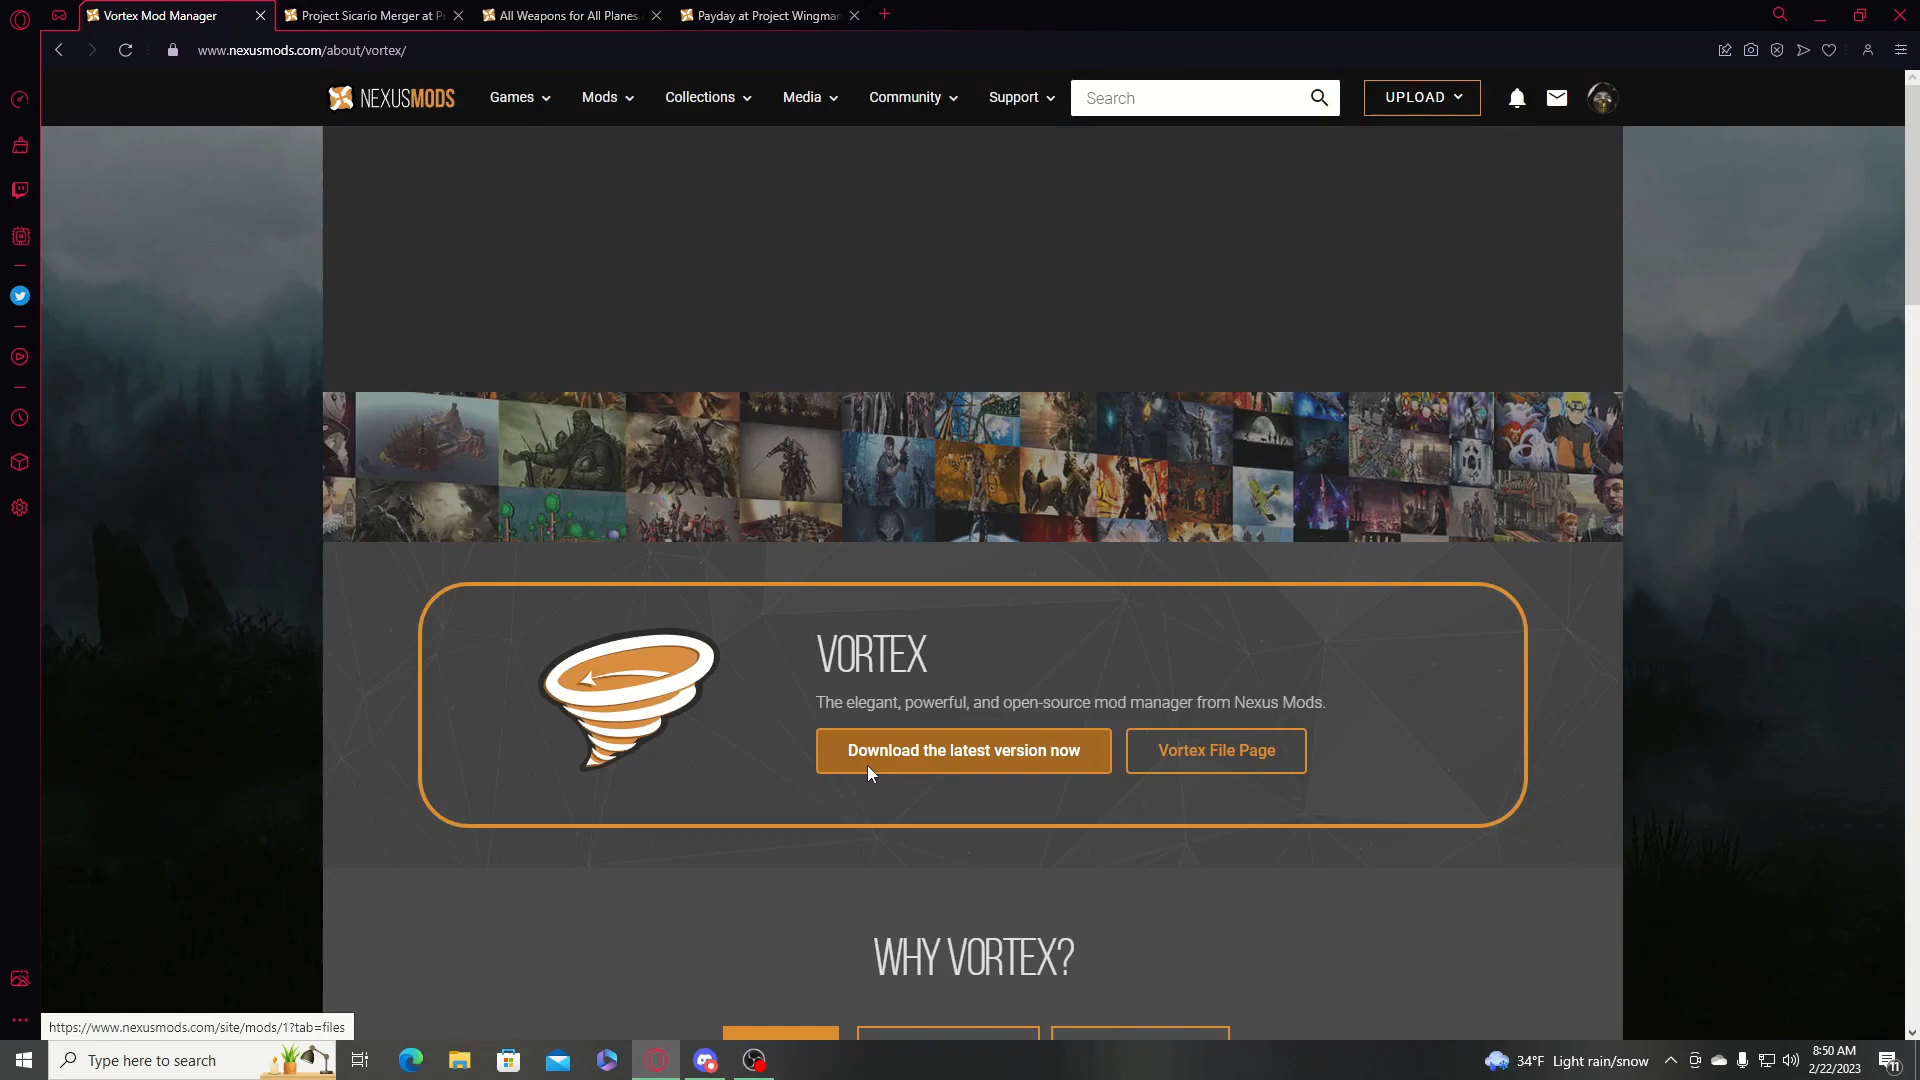 Vortex Mod Manager
Project Sicario Merger at P
All Weapons for All Planes
Payday at Project Wingman
www.nexusmods.com/about/vortex/
NEXUSMODS
Games
Mods
Collections
Media
Community
Support
Search
UPLOAD
VORTEX
The elegant, powerful, and open-source mod manager from Nexus Mods.
Download the latest version now
Vortex File Page
WHY VORTEX?
https://www.nexusmods.com/site/mods/1?tab=files
Type here to search
34°F Light rain/snow
8:50 AM
2/22/2023
11